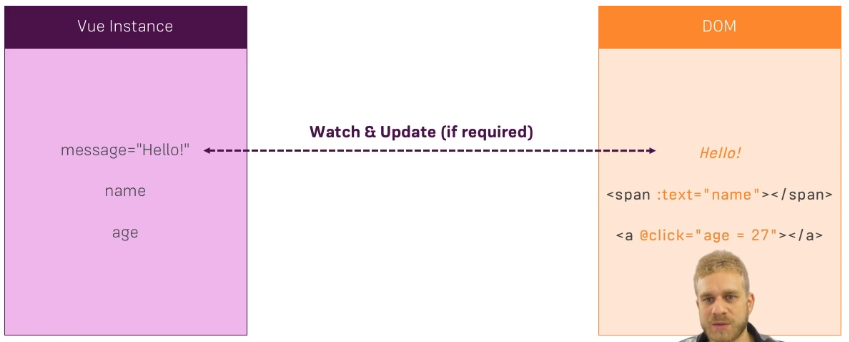 Vue Instance
DOM
Watch & Update (if required)
message="Hello!"
Hello!
name
<span :text="name"></span>
age
<a @click="age = 27"></a>